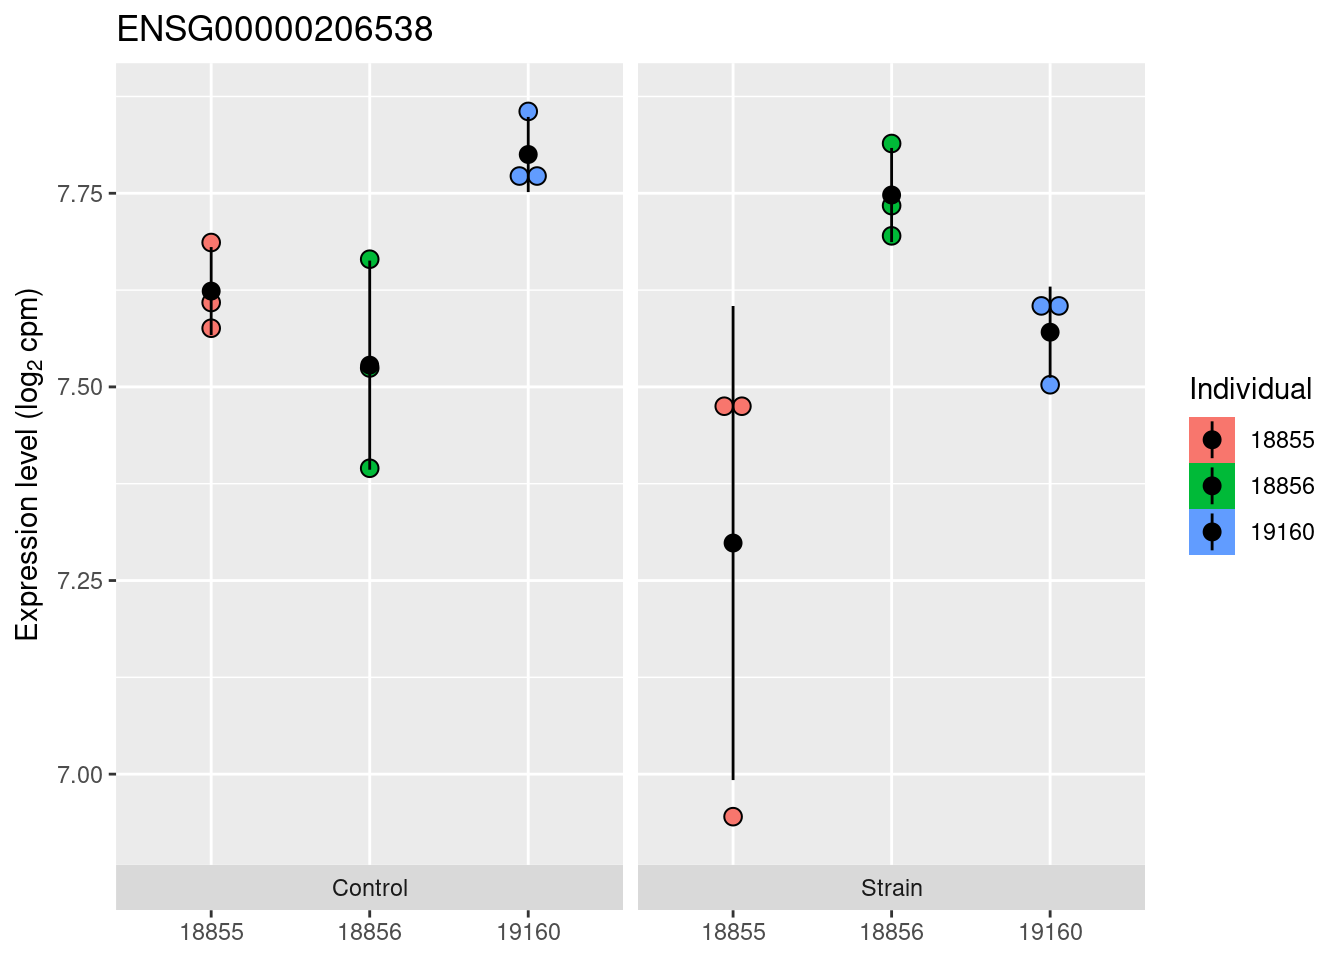 ENSG00000206538
Expression level (log2 cpm)
7.75
7.50
7.25
7.00
Control
Strain
18855
18856
19160
18855
18856
19160
Individual
18855
18856
19160